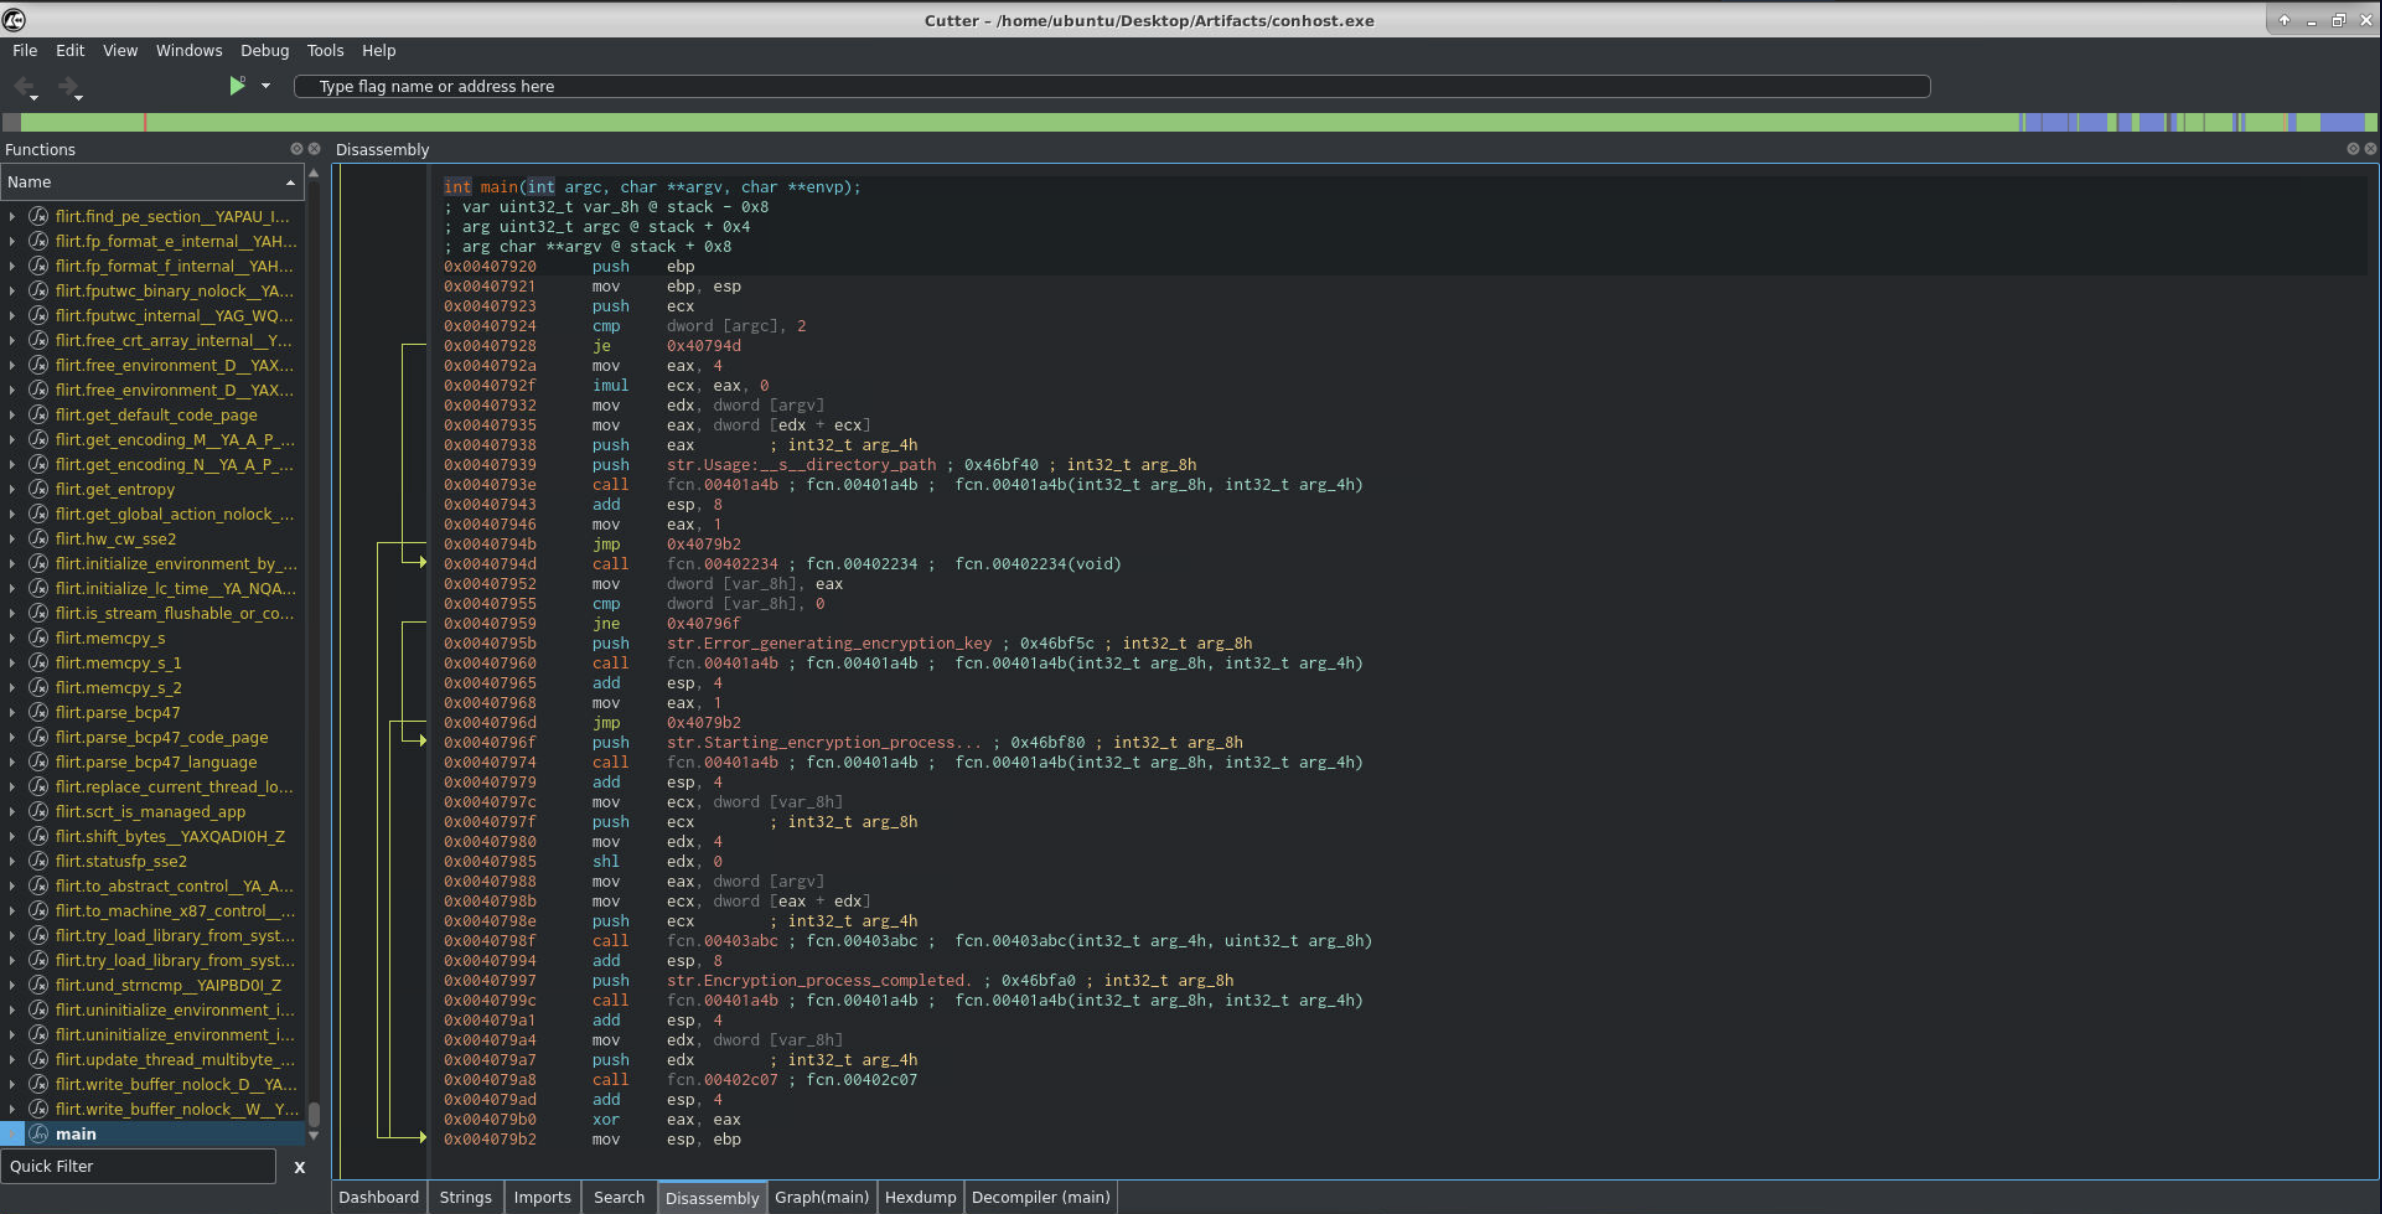 Cutter – /home/ubuntu/Desktop/Artifacts/conhost.exe
File Edit View Windows Debug Tools Help
Type flag name or address here
Functions
Name
flirt.find_pe_section__YAPAU_I...
flirt.fp_format_e_internal__YAH...
flirt.fp_format_f_internal__YAH...
flirt.fputwc_binary_nolock__YA...
flirt.fputwc_internal__YAG_WQ...
flirt.free_crt_array_internal__Y...
flirt.free_environment_D__YAX...
flirt.free_environment_D__YAX...
flirt.get_default_code_page
flirt.get_encoding_M__YA_A_P_...
flirt.get_encoding_N__YA_A_P_...
flirt.get_entropy
flirt.get_global_action_nolock_...
flirt.hw_cw_sse2
flirt.initialize_environment_by_...
flirt.initialize_lc_time__YA_NQA...
flirt.is_stream_flushable_or_co...
flirt.memcpy_s
flirt.memcpy_s_1
flirt.memcpy_s_2
flirt.parse_bcp47
flirt.parse_bcp47_code_page
flirt.parse_bcp47_language
flirt.replace_current_thread_lo...
flirt.scrt_is_managed_app
flirt.shift_bytes__YAXQADI0H_Z
flirt.statusfp_sse2
flirt.to_abstract_control__YA_A...
flirt.to_machine_x87_control__...
flirt.try_load_library_from_syst...
flirt.try_load_library_from_syst...
flirt.und_strncmp__YAIPBD0I_Z
flirt.uninitialize_environment_i...
flirt.uninitialize_environment_i...
flirt.update_thread_multibyte_...
flirt.write_buffer_nolock_D__YA...
flirt.write_buffer_nolock__W__Y...
main
Quick Filter X
Disassembly
int main(int argc, char **argv, char **envp);
; var uint32_t var_8h @ stack - 0x8
; arg uint32_t argc @ stack + 0x4
; arg char **argv @ stack + 0x8
0x00407920 push ebp
0x00407921 mov ebp, esp
0x00407923 push ecx
0x00407924 cmp dword [argc], 2
0x00407928 je 0x40794d
0x0040792a mov eax, 4
0x0040792f imul ecx, eax, 0
0x00407932 mov edx, dword [argv]
0x00407935 mov eax, dword [edx + ecx]
0x00407938 push eax ; int32_t arg_4h
0x00407939 push str.Usage:__s__directory_path ; 0x46bf40 ; int32_t arg_8h
0x0040793e call fcn.00401a4b ; fcn.00401a4b ; fcn.00401a4b(int32_t arg_8h, int32_t arg_4h)
0x00407943 add esp, 8
0x00407946 mov eax, 1
0x0040794b jmp 0x4079b2
0x0040794d call fcn.00402234 ; fcn.00402234 ; fcn.00402234(void)
0x00407952 mov dword [var_8h], eax
0x00407955 cmp dword [var_8h], 0
0x00407959 jne 0x40796f
0x0040795b push str.Error_generating_encryption_key ; 0x46bf5c ; int32_t arg_8h
0x00407960 call fcn.00401a4b ; fcn.00401a4b ; fcn.00401a4b(int32_t arg_8h, int32_t arg_4h)
0x00407965 add esp, 4
0x00407968 mov eax, 1
0x0040796d jmp 0x4079b2
0x0040796f push str.Starting_encryption_process... ; 0x46bf80 ; int32_t arg_8h
0x00407974 call fcn.00401a4b ; fcn.00401a4b ; fcn.00401a4b(int32_t arg_8h, int32_t arg_4h)
0x00407979 add esp, 4
0x0040797c mov ecx, dword [var_8h]
0x0040797f push ecx ; int32_t arg_8h
0x00407980 mov edx, 4
0x00407985 shl edx, 0
0x00407988 mov eax, dword [argv]
0x0040798b mov ecx, dword [eax + edx]
0x0040798e push ecx ; int32_t arg_4h
0x0040798f call fcn.00403abc ; fcn.00403abc ; fcn.00403abc(int32_t arg_4h, uint32_t arg_8h)
0x00407994 add esp, 8
0x00407997 push str.Encryption_process_completed. ; 0x46bfa0 ; int32_t arg_8h
0x0040799c call fcn.00401a4b ; fcn.00401a4b ; fcn.00401a4b(int32_t arg_8h, int32_t arg_4h)
0x004079a1 add esp, 4
0x004079a4 mov edx, dword [var_8h]
0x004079a7 push edx ; int32_t arg_4h
0x004079a8 call fcn.00402c07 ; fcn.00402c07
0x004079ad add esp, 4
0x004079b0 xor eax, eax
0x004079b2 mov esp, ebp
Dashboard Strings Imports Search Disassembly Graph(main) Hexdump Decompiler (main)